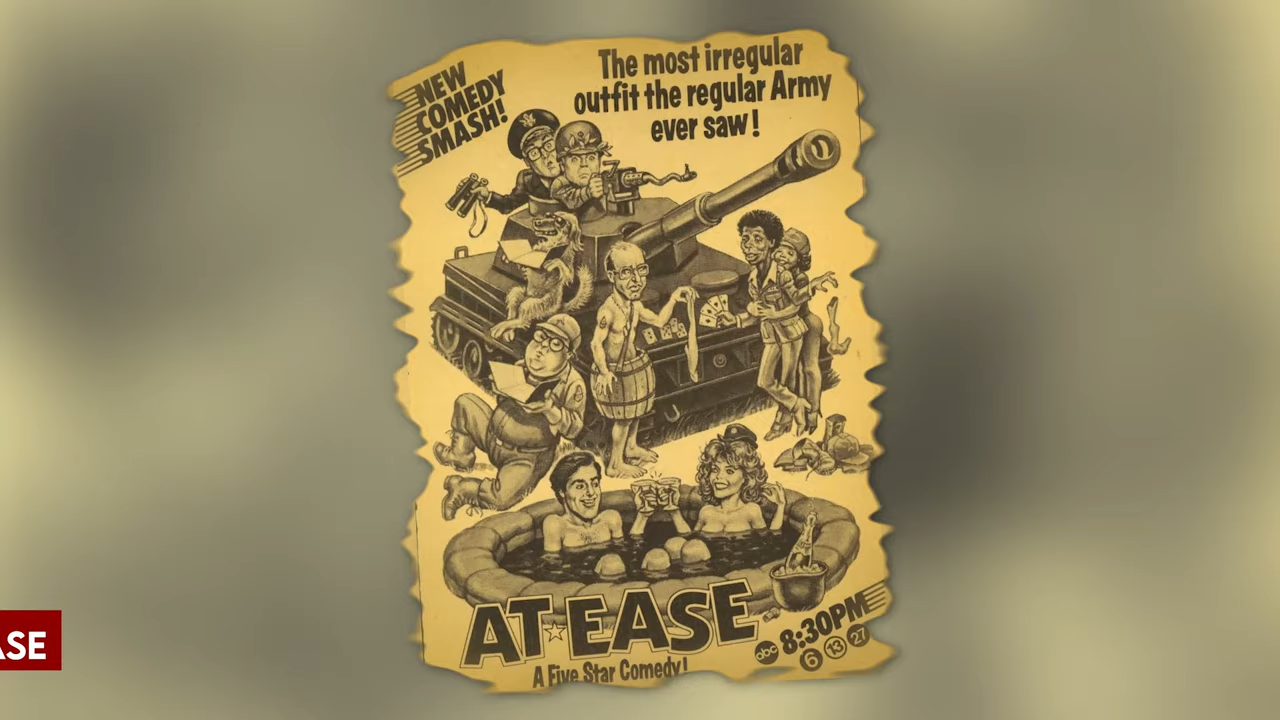 NEW
COMEDY
SMASH!
The most irregular
outfit the regular Army
ever saw!
AT EASE
A Five Star Comedy!
abc 8:30PM
6 13 27
ASE